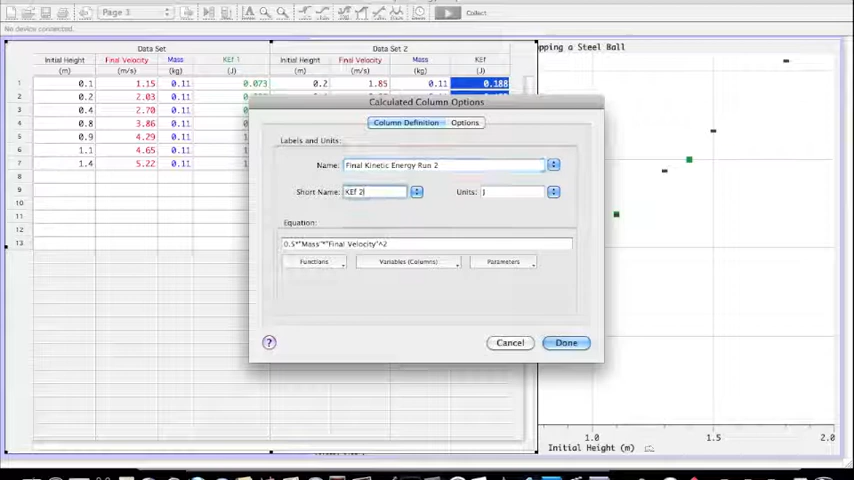 Page 1
Collect
No device connected.
Data Set
Data Set 2
Initial Height Final Velocity Mass KEf 1 Initial Height Final Velocity Mass KEf
(m) (m/s) (kg) (J) (m) (m/s) (kg) (J)
1 0.1 1.15 0.11 0.073 0.2 1.85 0.11 0.188
2 0.2 2.03 0.11
3 0.4 2.70 0.11
4 0.8 3.86 0.11
5 0.9 4.29 0.11
6 1.1 4.65 0.11
7 1.4 5.22 0.11
8
9
10
11
12
13
Calculated Column Options
Column Definition Options
Labels and Units:
Name: Final Kinetic Energy Run 2
Short Name: KEf 2 Units: J
Equation:
0.5*"Mass"*"Final Velocity"^2
Functions Variables (Columns) Parameters
? Cancel Done
opping a Steel Ball
1.0 1.5 2.0
Initial Height (m)